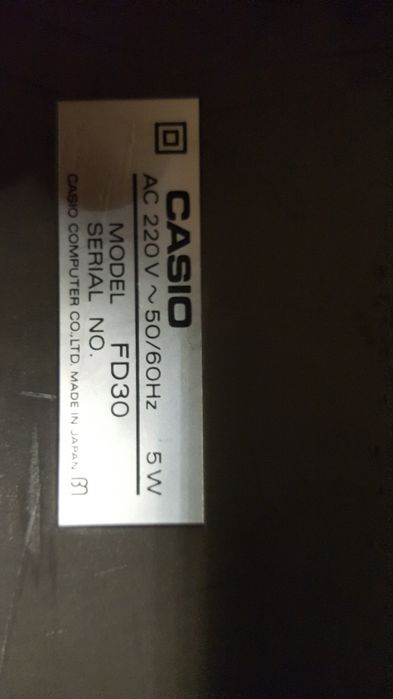 CASIO
AC 220V ~ 50/60Hz 5W
MODEL FD30
SERIAL NO.
CASIO COMPUTER CO., LTD. MADE IN JAPAN